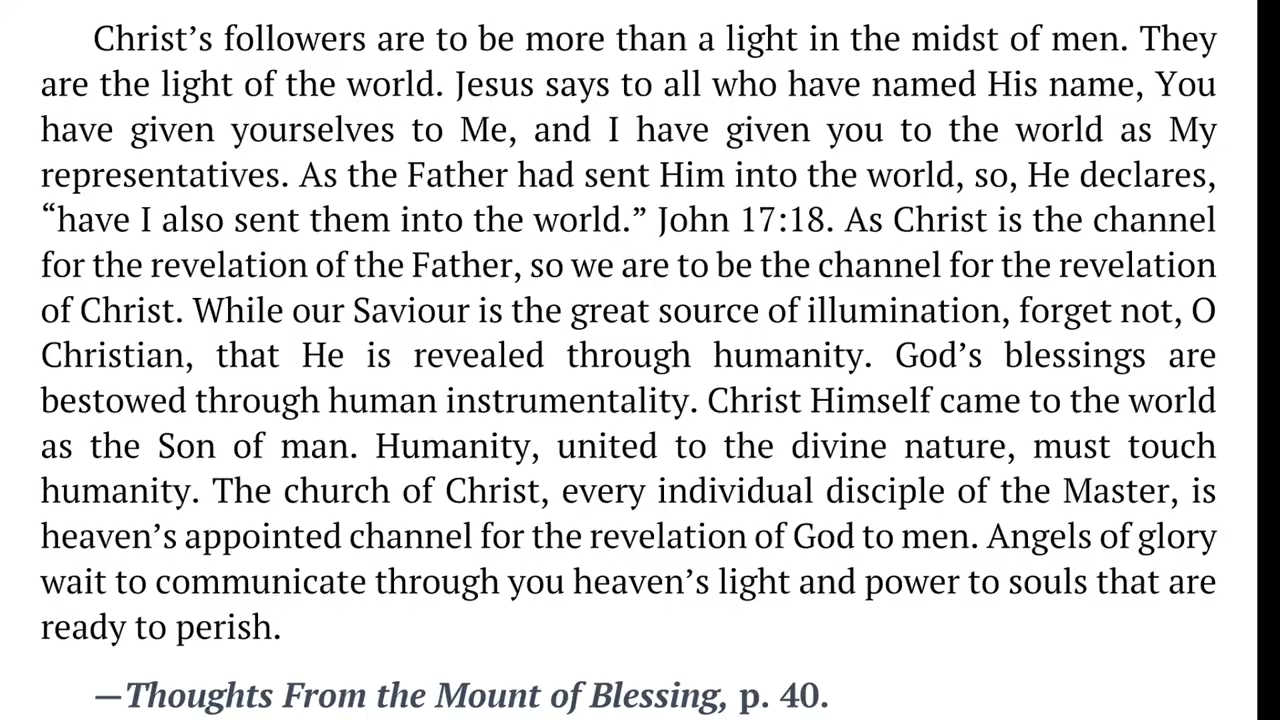 Christ’s followers are to be more than a light in the midst of men. They
are the light of the world. Jesus says to all who have named His name, You
have given yourselves to Me, and I have given you to the world as My
representatives. As the Father had sent Him into the world, so, He declares,
“have I also sent them into the world.” John 17:18. As Christ is the channel
for the revelation of the Father, so we are to be the channel for the revelation
of Christ. While our Saviour is the great source of illumination, forget not, O
Christian, that He is revealed through humanity. God’s blessings are
bestowed through human instrumentality. Christ Himself came to the world
as the Son of man. Humanity, united to the divine nature, must touch
humanity. The church of Christ, every individual disciple of the Master, is
heaven’s appointed channel for the revelation of God to men. Angels of glory
wait to communicate through you heaven’s light and power to souls that are
ready to perish.
—Thoughts From the Mount of Blessing, p. 40.